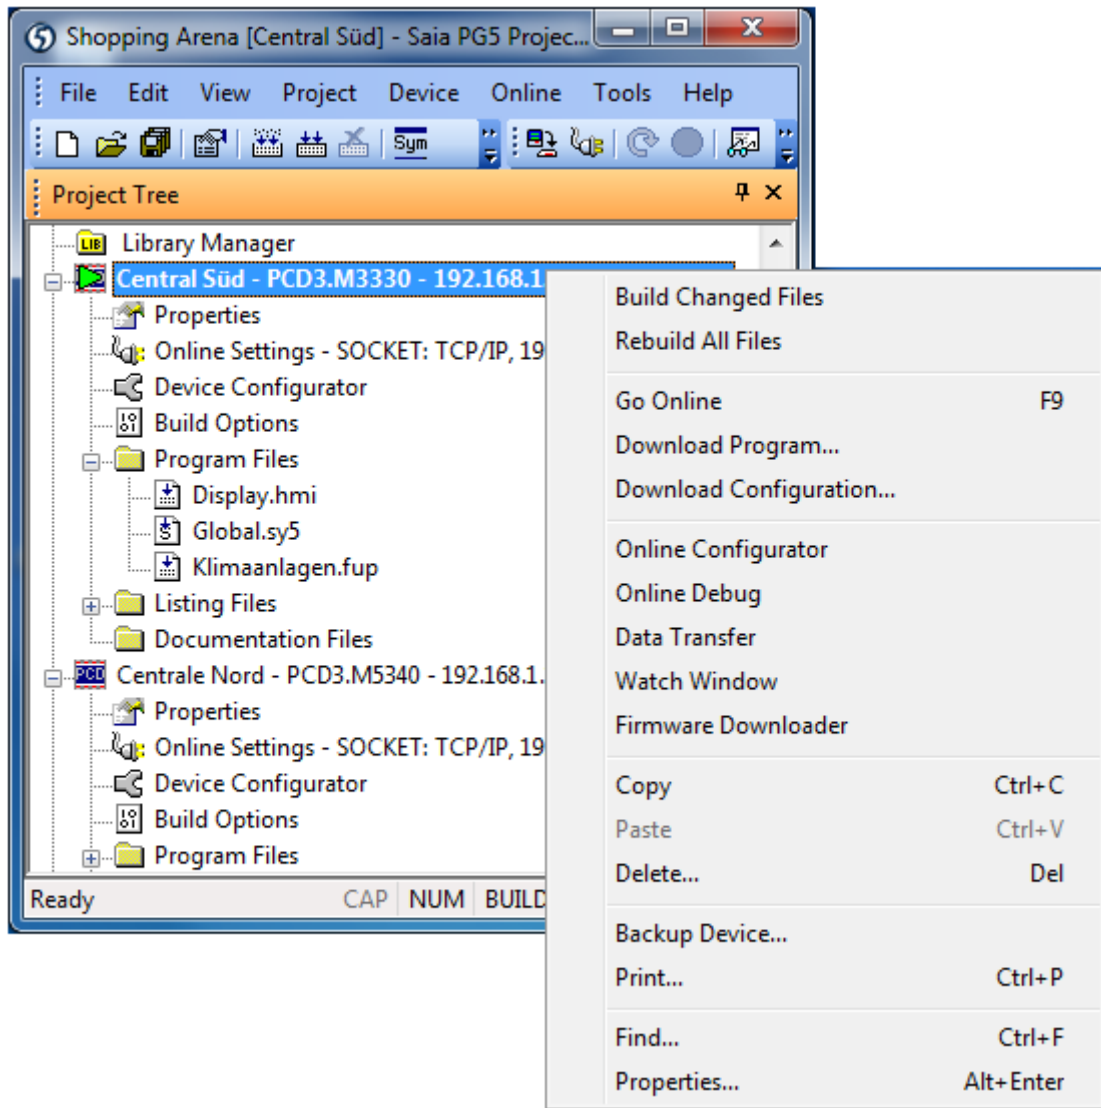 Shopping Arena [Central Süd] - Saia PG5 Projec...
File Edit View Project Device Online Tools Help
Sym
Project Tree
LIB Library Manager
Central Süd - PCD3.M3330 - 192.168.1.
Properties
Online Settings - SOCKET: TCP/IP, 19
Device Configurator
Build Options
Program Files
Display.hmi
Global.sy5
Klimaanlagen.fup
Listing Files
Documentation Files
PCD Centrale Nord - PCD3.M5340 - 192.168.1.
Properties
Online Settings - SOCKET: TCP/IP, 19
Device Configurator
Build Options
Program Files
Ready CAP NUM BUILD
Build Changed Files
Rebuild All Files
Go Online F9
Download Program...
Download Configuration...
Online Configurator
Online Debug
Data Transfer
Watch Window
Firmware Downloader
Copy Ctrl+C
Paste Ctrl+V
Delete... Del
Backup Device...
Print... Ctrl+P
Find... Ctrl+F
Properties... Alt+Enter